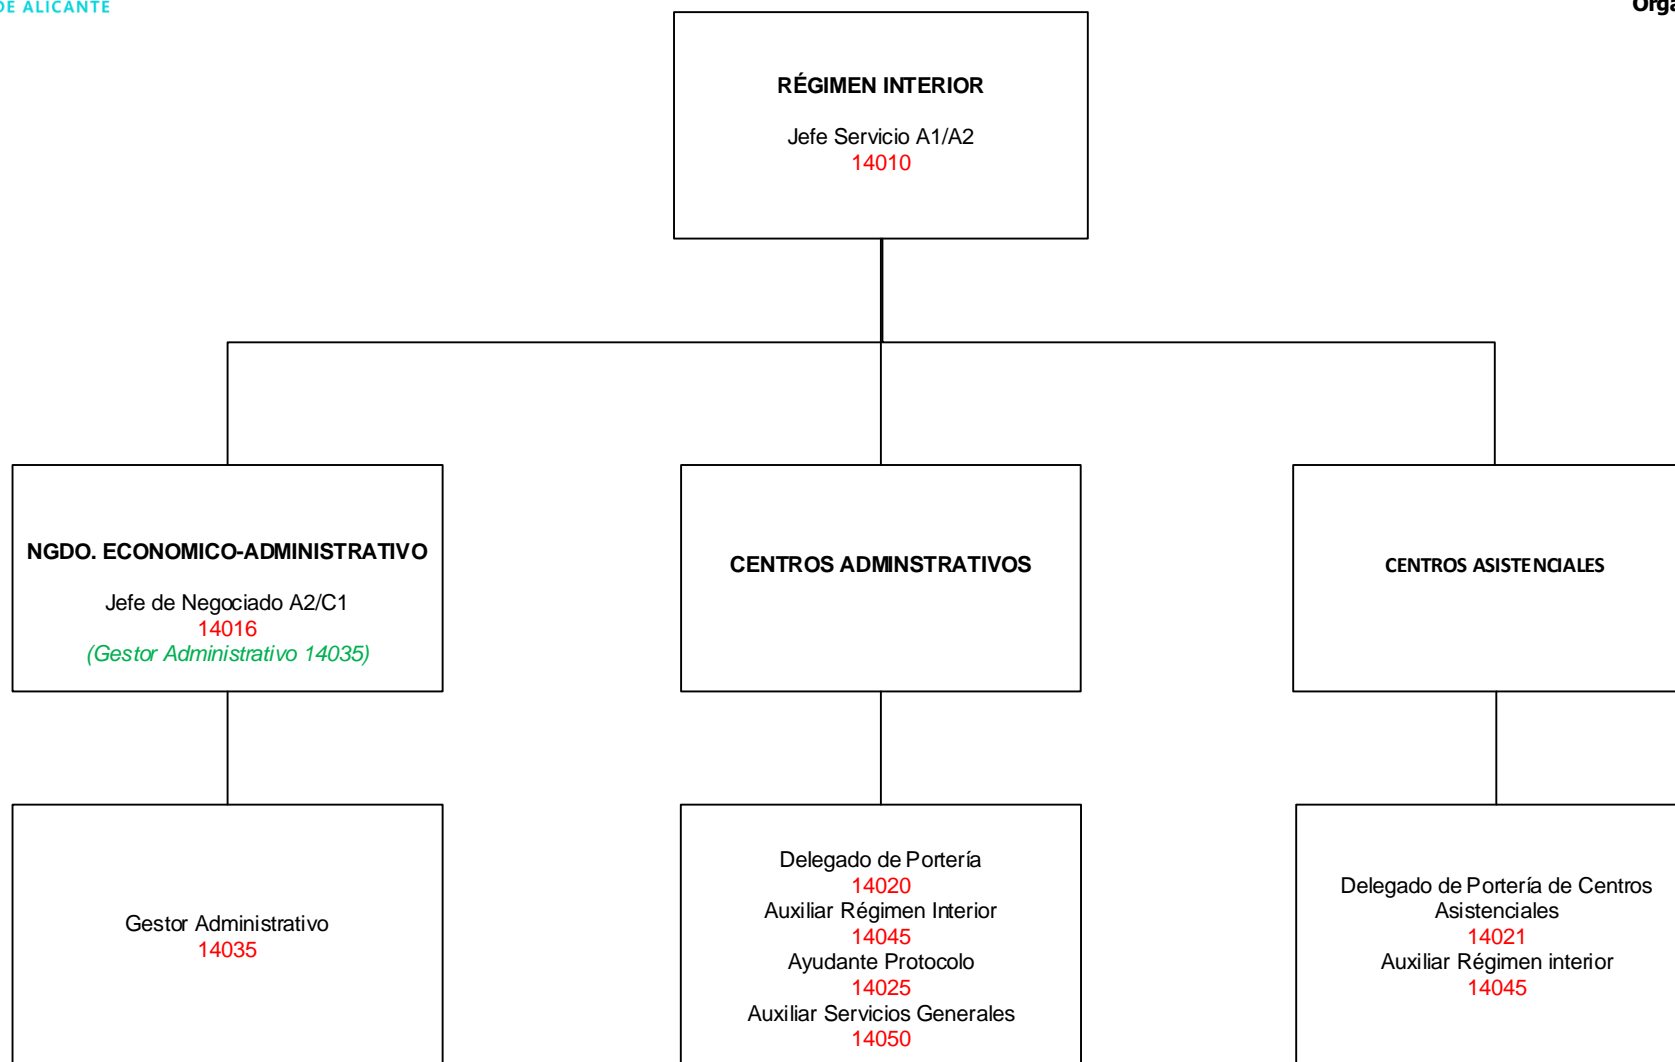 DE ALICANTE
RÉGIMEN INTERIOR
Jefe Servicio A1/A2
14010
NGDO. ECONOMICO-ADMINISTRATIVO
Jefe de Negociado A2/C1
14016
(Gestor Administrativo 14035)
CENTROS ADMINSTRATIVOS
CENTROS ASISTENCIALES
Gestor Administrativo
14035
Delegado de Portería
14020
Auxiliar Régimen Interior
14045
Ayudante Protocolo
14025
Auxiliar Servicios Generales
14050
Delegado de Portería de Centros
Asistenciales
14021
Auxiliar Régimen interior
14045